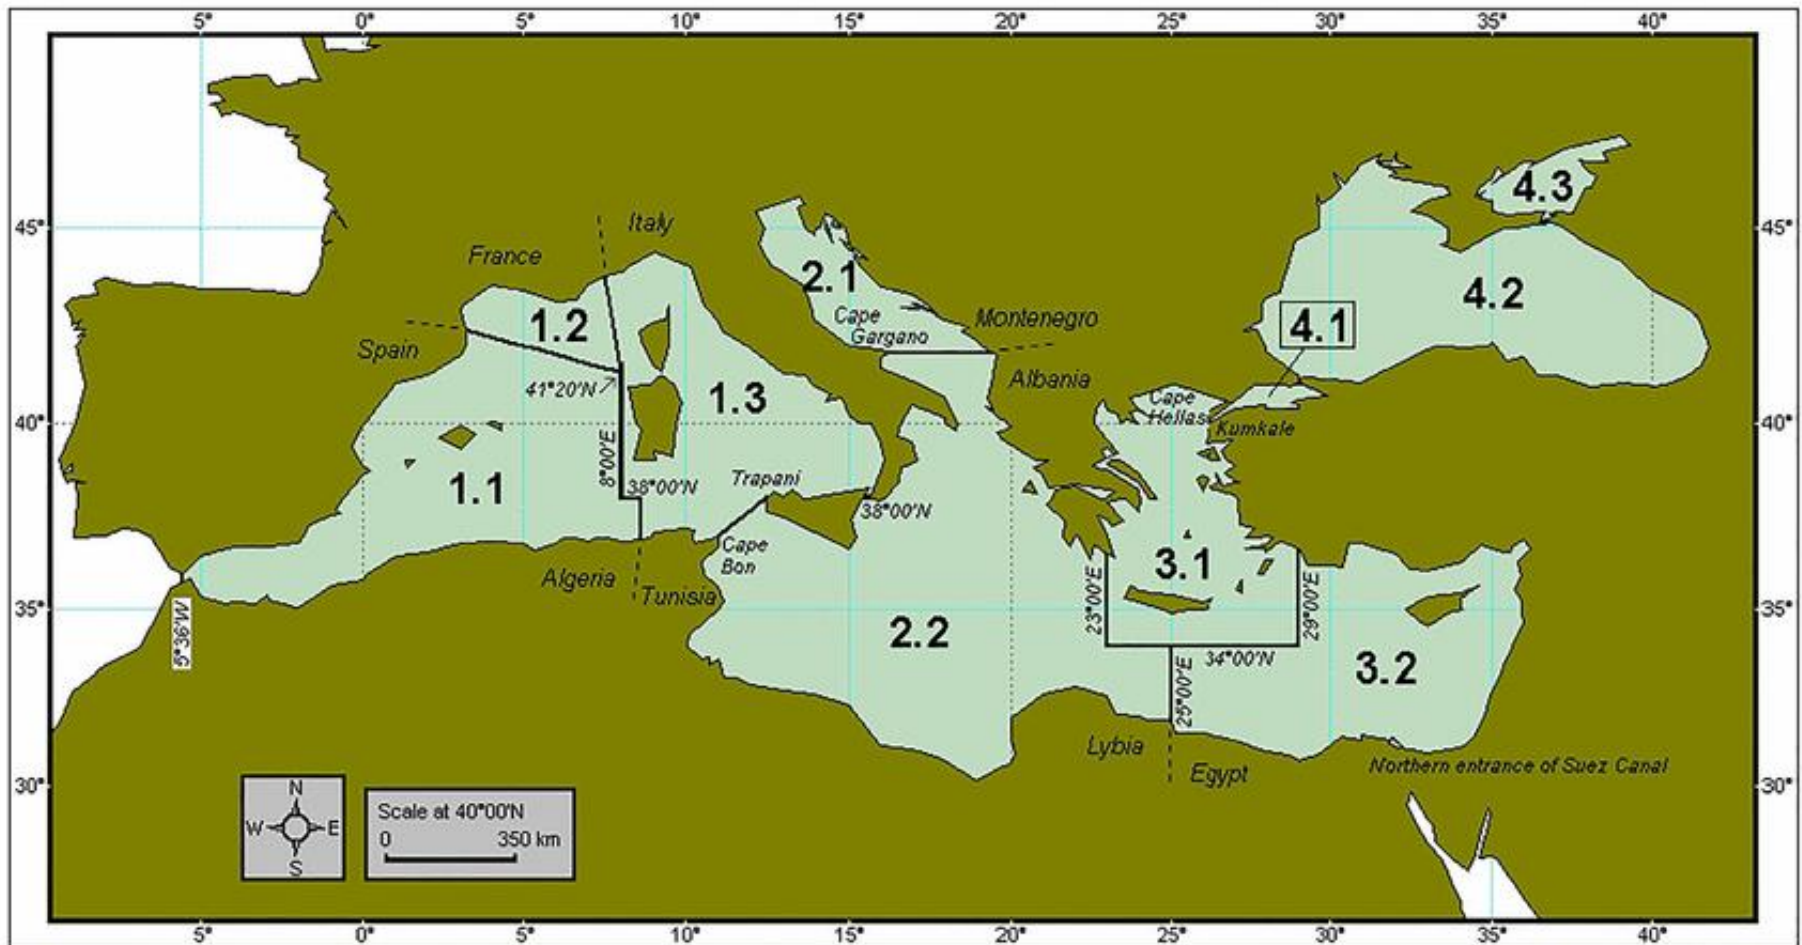 5° 0° 5° 10° 15° 20° 25° 30° 35° 40°
45° 45°
40° 40°
35° 35°
30° 30°
4.3
Italy
France
2.1
4.2
1.2
Cape
Gargano
Montenegro
4.1
Spain
41°20'N
Albania
1.3
Cape
Hellas
Kumkale
8°00'E
1.1
38°00'N
Trapani
38°00'N
Cape
Bon
3.1
Algeria
Tunisia
5°36'W
23°00'E
29°00'E
2.2
34°00'N
25°00'E
3.2
Lybia
Egypt
Northern entrance of Suez Canal
N
W E
S
Scale at 40°00'N
0 350 km
5° 0° 5° 10° 15° 20° 25° 30° 35° 40°